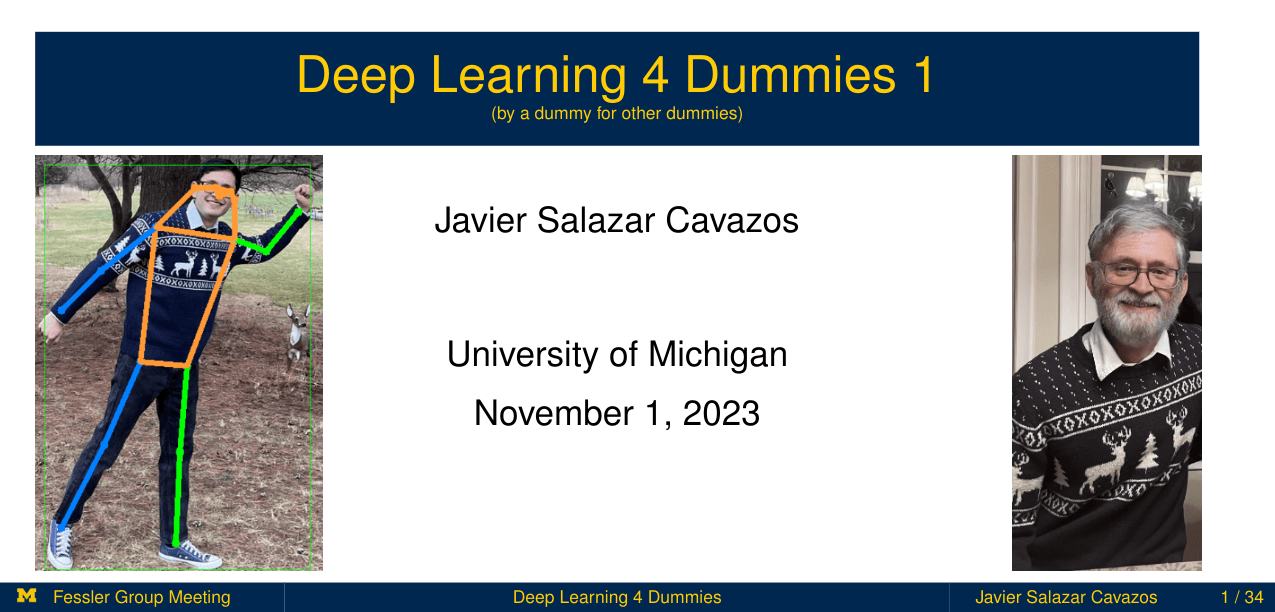 Deep Learning 4 Dummies 1
(by a dummy for other dummies)
Javier Salazar Cavazos
University of Michigan
November 1, 2023
M Fessler Group Meeting
Deep Learning 4 Dummies
Javier Salazar Cavazos
1 / 34